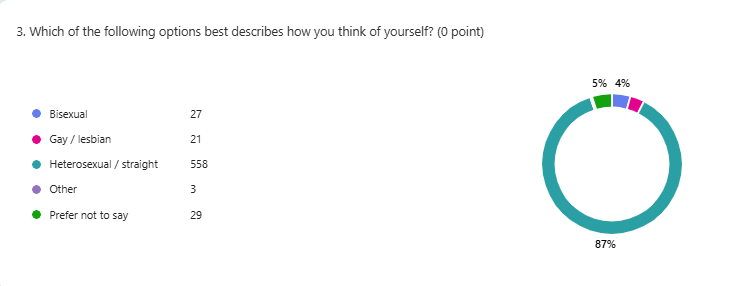 3. Which of the following options best describes how you think of yourself? (0 point)
5% 4%
Bisexual 27
Gay / lesbian 21
Heterosexual / straight 558
Other 3
Prefer not to say 29
87%